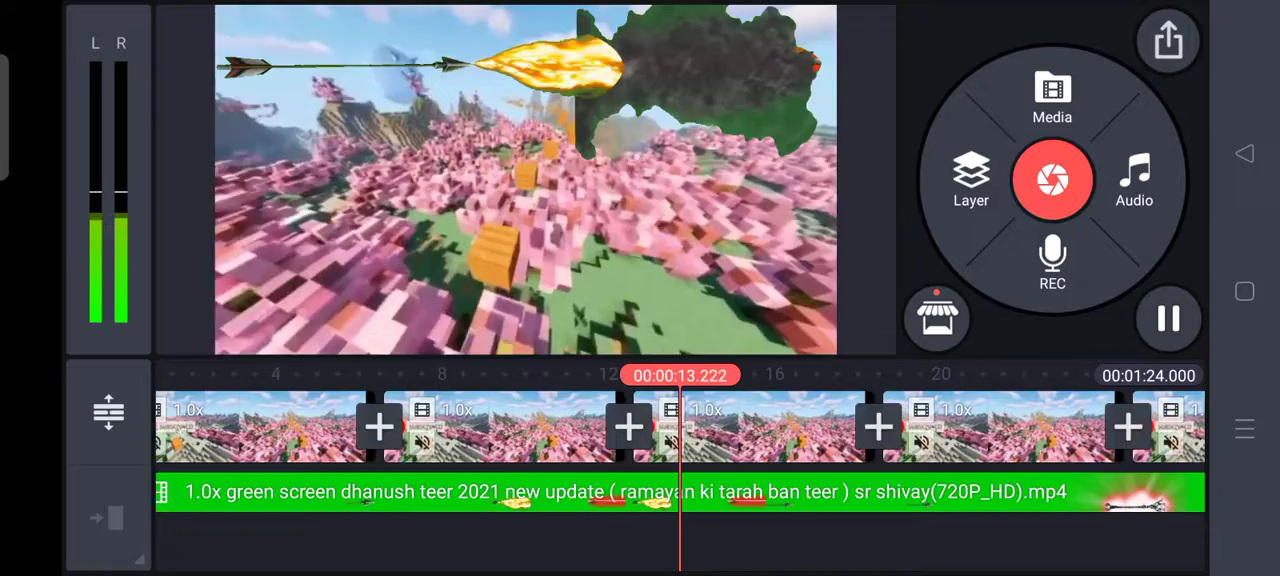 L R
Media
Layer
Audio
REC
4 8 12 00:00:13.222 16 20 00:01:24.000
1.0x 1.0x 1.0x 1.0x 1.
1.0x green screen dhanush teer 2021 new update ( ramayan ki tarah ban teer ) sr shivay(720P_HD).mp4